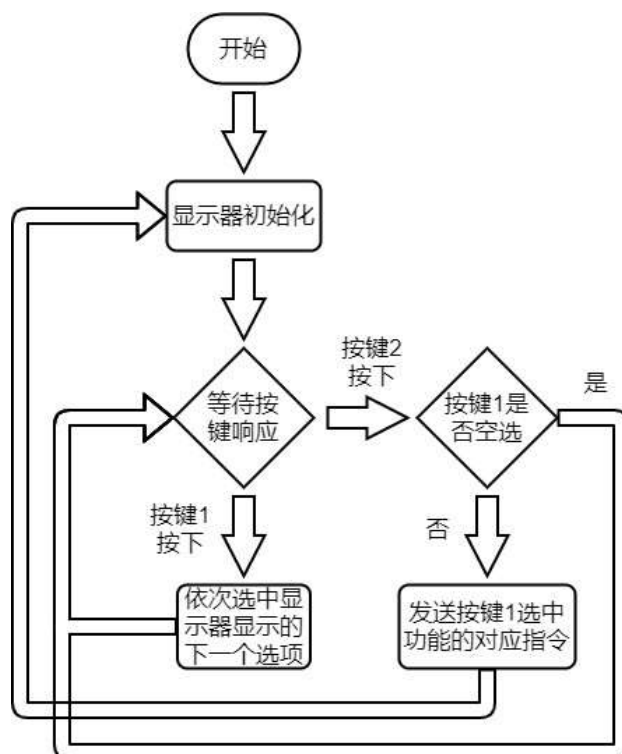 开始
显示器初始化
等待按
键响应
按键2
按下
按键1是
否空选
是
按键1
按下
否
依次选中显
示器显示的
下一个选项
发送按键1选中
功能的对应指令